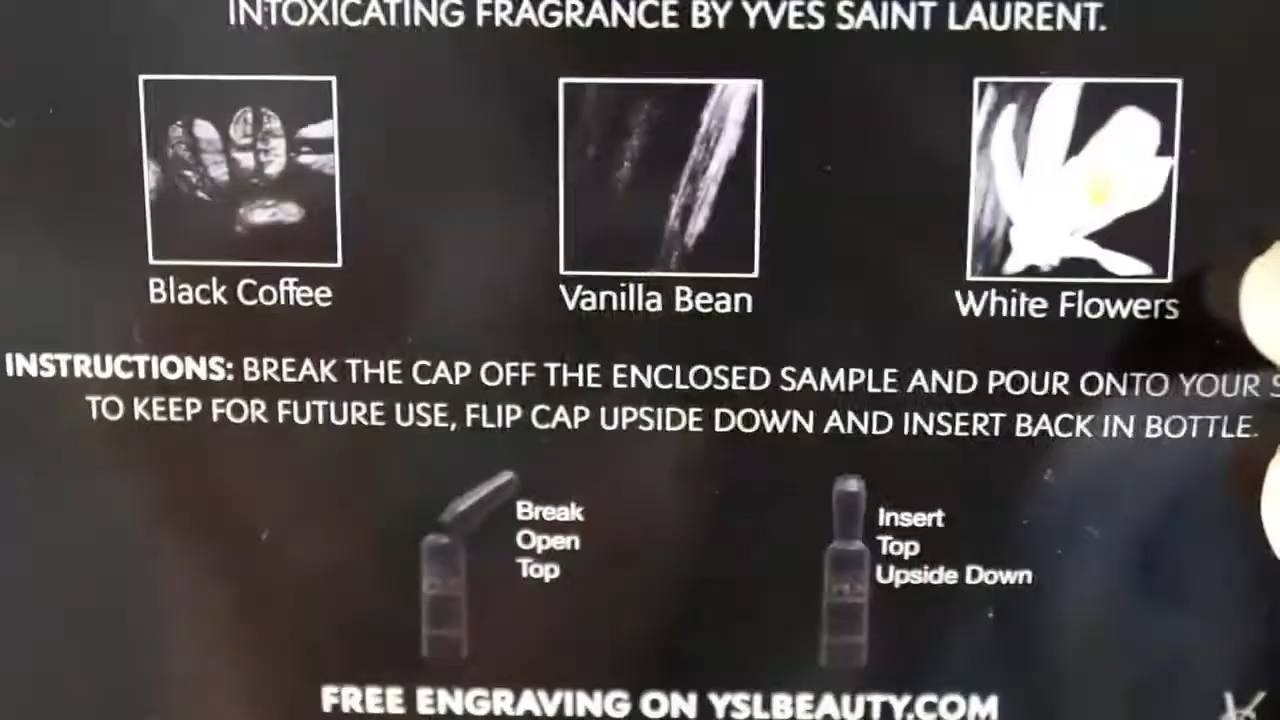 INTOXICATING FRAGRANCE BY YVES SAINT LAURENT.
Black Coffee
Vanilla Bean
White Flowers
INSTRUCTIONS: BREAK THE CAP OFF THE ENCLOSED SAMPLE AND POUR ONTO YOUR
TO KEEP FOR FUTURE USE, FLIP CAP UPSIDE DOWN AND INSERT BACK IN BOTTLE.
Break
Open
Top
Insert
Top
Upside Down
FREE ENGRAVING ON YSLBEAUTY.COM